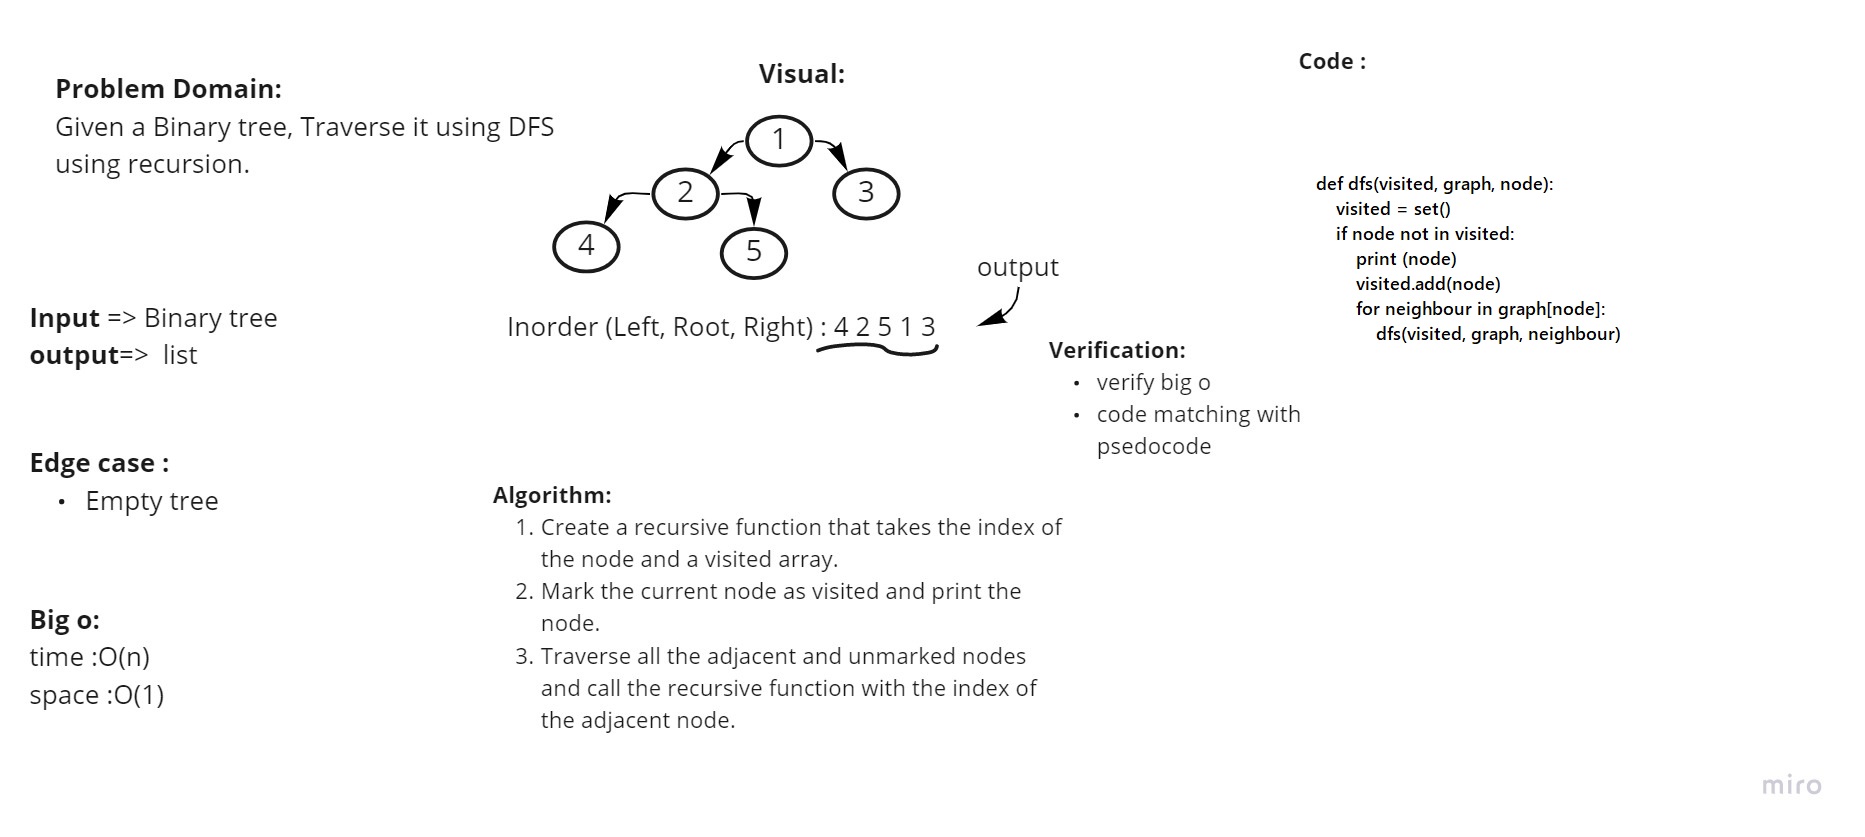 Problem Domain:
Given a Binary tree, Traverse it using DFS
using recursion.
Input => Binary tree
output=> list
Edge case :
• Empty tree
Big o:
time :O(n)
space :O(1)
Visual:
1
2
3
4
5
output
Inorder (Left, Root, Right) : 4 2 5 1 3
Algorithm:
1. Create a recursive function that takes the index of
the node and a visited array.
2. Mark the current node as visited and print the
node.
3. Traverse all the adjacent and unmarked nodes
and call the recursive function with the index of
the adjacent node.
Verification:
• verify big o
• code matching with
psedocode
Code :
def dfs(visited, graph, node):
visited = set()
if node not in visited:
print (node)
visited.add(node)
for neighbour in graph[node]:
dfs(visited, graph, neighbour)
miro